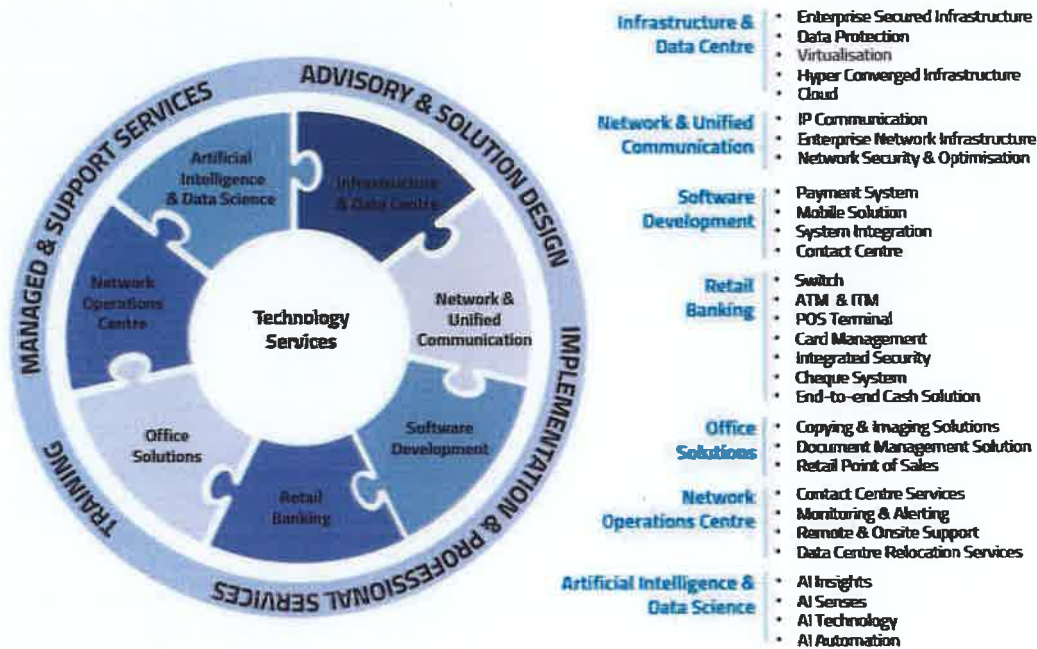 MANAGED & SUPPORT SERVICES
ADVISORY & SOLUTION DESIGN
IMPLEMENTATION & PROFESSIONAL SERVICES
TRAINING
Artificial
Intelligence
& Data Science
Infrastructure
& Data Centre
Network &
Unified
Communication
Software
Development
Retail
Banking
Office
Solutions
Network
Operations
Centre
Technology
Services
Infrastructure &
Data Centre
• Enterprise Secured Infrastructure
• Data Protection
• Virtualisation
• Hyper Converged Infrastructure
• Cloud
Network & Unified
Communication
• IP Communication
• Enterprise Network Infrastructure
• Network Security & Optimisation
Software
Development
• Payment System
• Mobile Solution
• System Integration
• Contact Centre
Retail
Banking
• Switch
• ATM & ITM
• POS Terminal
• Card Management
• Integrated Security
• Cheque System
• End-to-end Cash Solution
Office
Solutions
• Copying & Imaging Solutions
• Document Management Solution
• Retail Point of Sales
Network
Operations Centre
• Contact Centre Services
• Monitoring & Alerting
• Remote & Onsite Support
• Data Centre Relocation Services
Artificial Intelligence &
Data Science
• AI Insights
• AI Senses
• AI Technology
• AI Automation